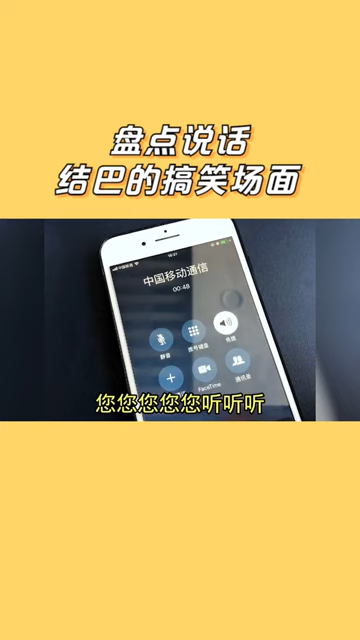 盘点说话
结巴的搞笑场面
16:27
中国移动通信
00:48
静音
拨号键盘
免提
FaceTime
通讯录
您您您您您听听听